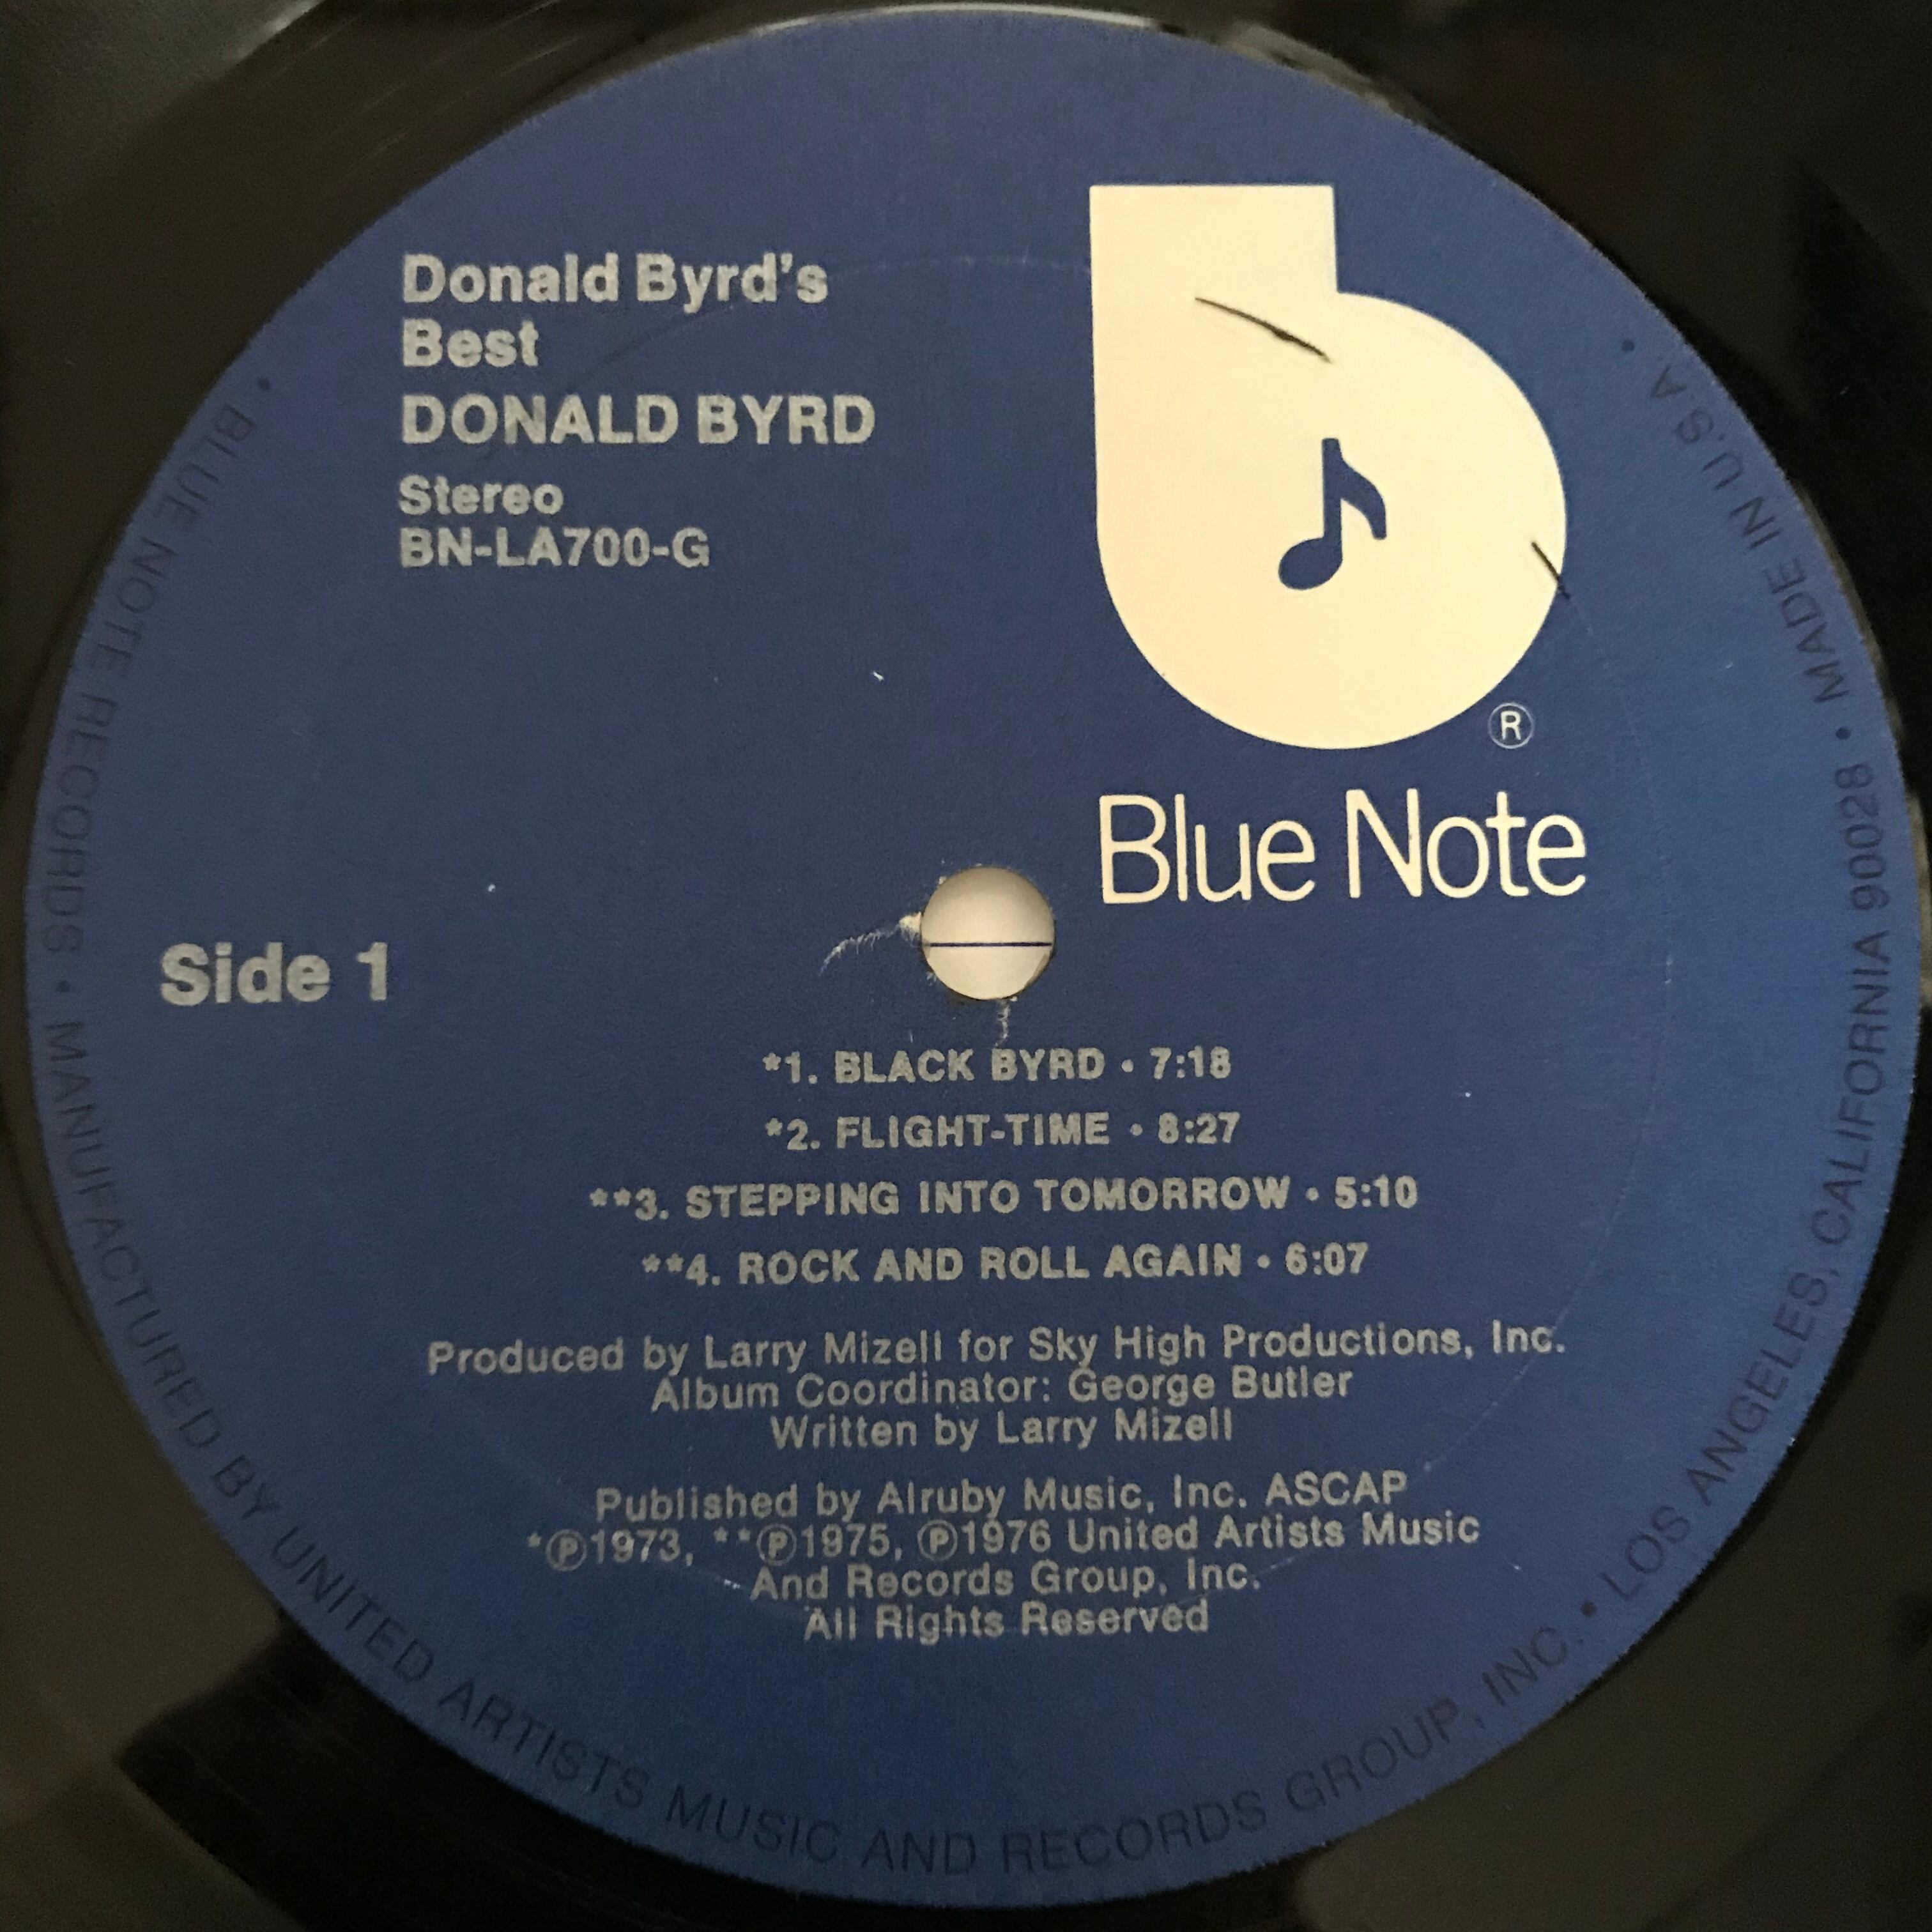 Donald Byrd's
Best
DONALD BYRD
Stereo
BN-LA700-G
®
Blue Note
Side 1
*1. BLACK BYRD • 7:18
*2. FLIGHT-TIME • 8:27
**3. STEPPING INTO TOMORROW • 5:10
**4. ROCK AND ROLL AGAIN • 6:07
Produced by Larry Mizell for Sky High Productions, Inc.
Album Coordinator: George Butler
Written by Larry Mizell
Published by Alruby Music, Inc. ASCAP
*℗1973, **℗1975, ℗1976 United Artists Music
And Records Group, Inc.
All Rights Reserved
• BLUE NOTE RECORDS • MANUFACTURED BY UNITED ARTISTS MUSIC AND RECORDS GROUP, INC. • LOS ANGELES, CALIFORNIA 90028 • MADE IN U.S.A. •